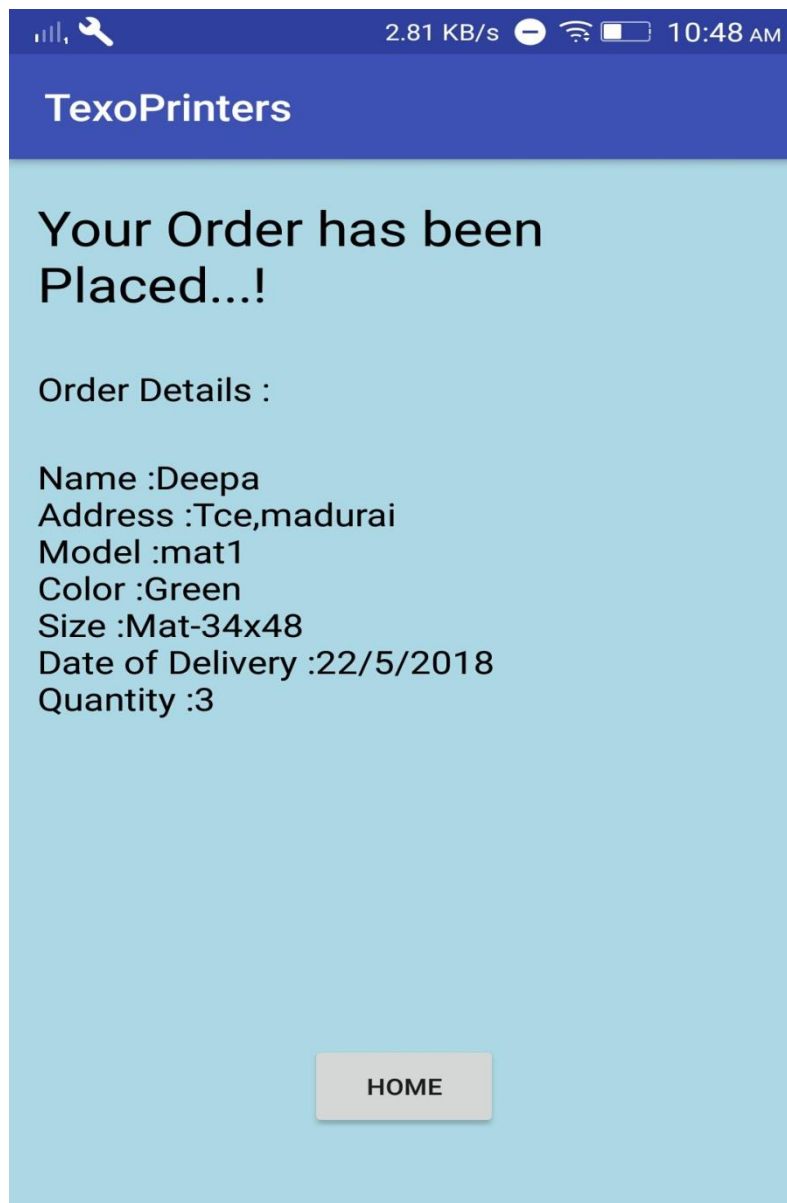 2.81 KB/s 10:48 AM
TexoPrinters
Your Order has been
Placed...!
Order Details :
Name :Deepa
Address :Tce,madurai
Model :mat1
Color :Green
Size :Mat-34x48
Date of Delivery :22/5/2018
Quantity :3
HOME